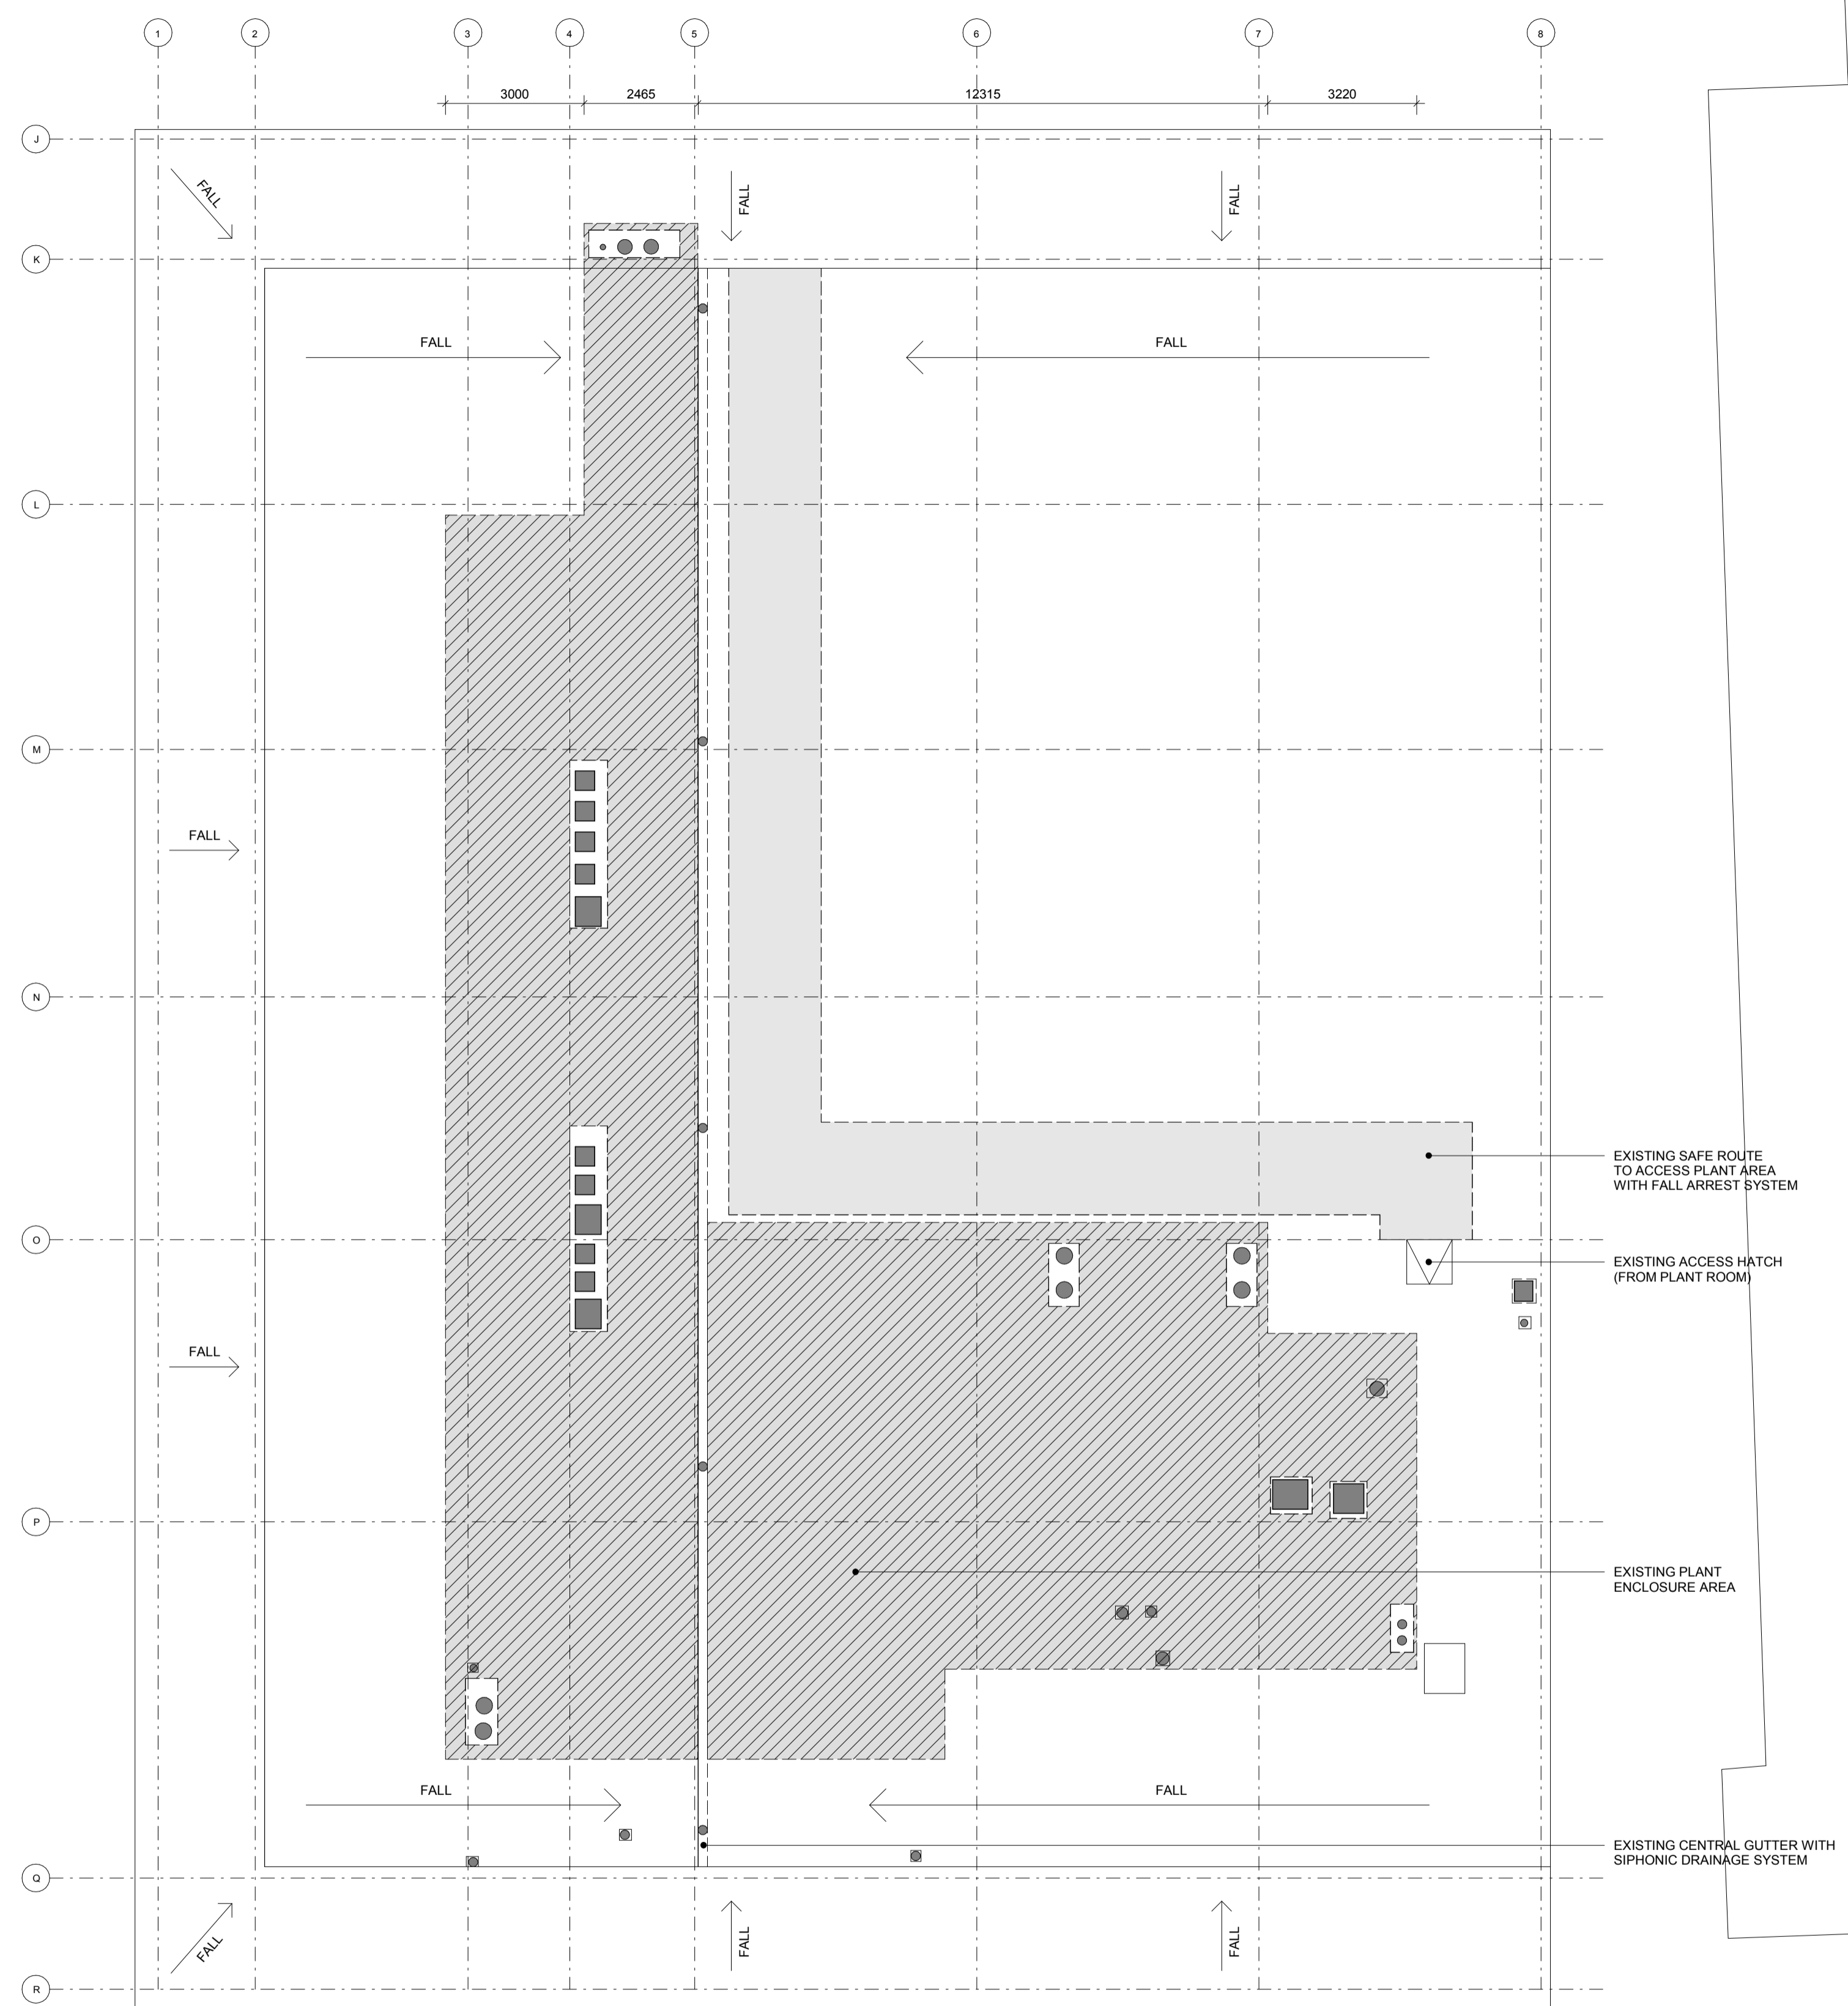 1
2
3
4
5
6
7
8
3000
2465
12315
3220
J
FALL
FALL
FALL
K
FALL
FALL
L
M
FALL
N
EXISTING SAFE ROUTE
TO ACCESS PLANT AREA
WITH FALL ARREST SYSTEM
O
EXISTING ACCESS HATCH
(FROM PLANT ROOM)
FALL
P
EXISTING PLANT
ENCLOSURE AREA
FALL
FALL
EXISTING CENTRAL GUTTER WITH
SIPHONIC DRAINAGE SYSTEM
Q
FALL
FALL
FALL
R